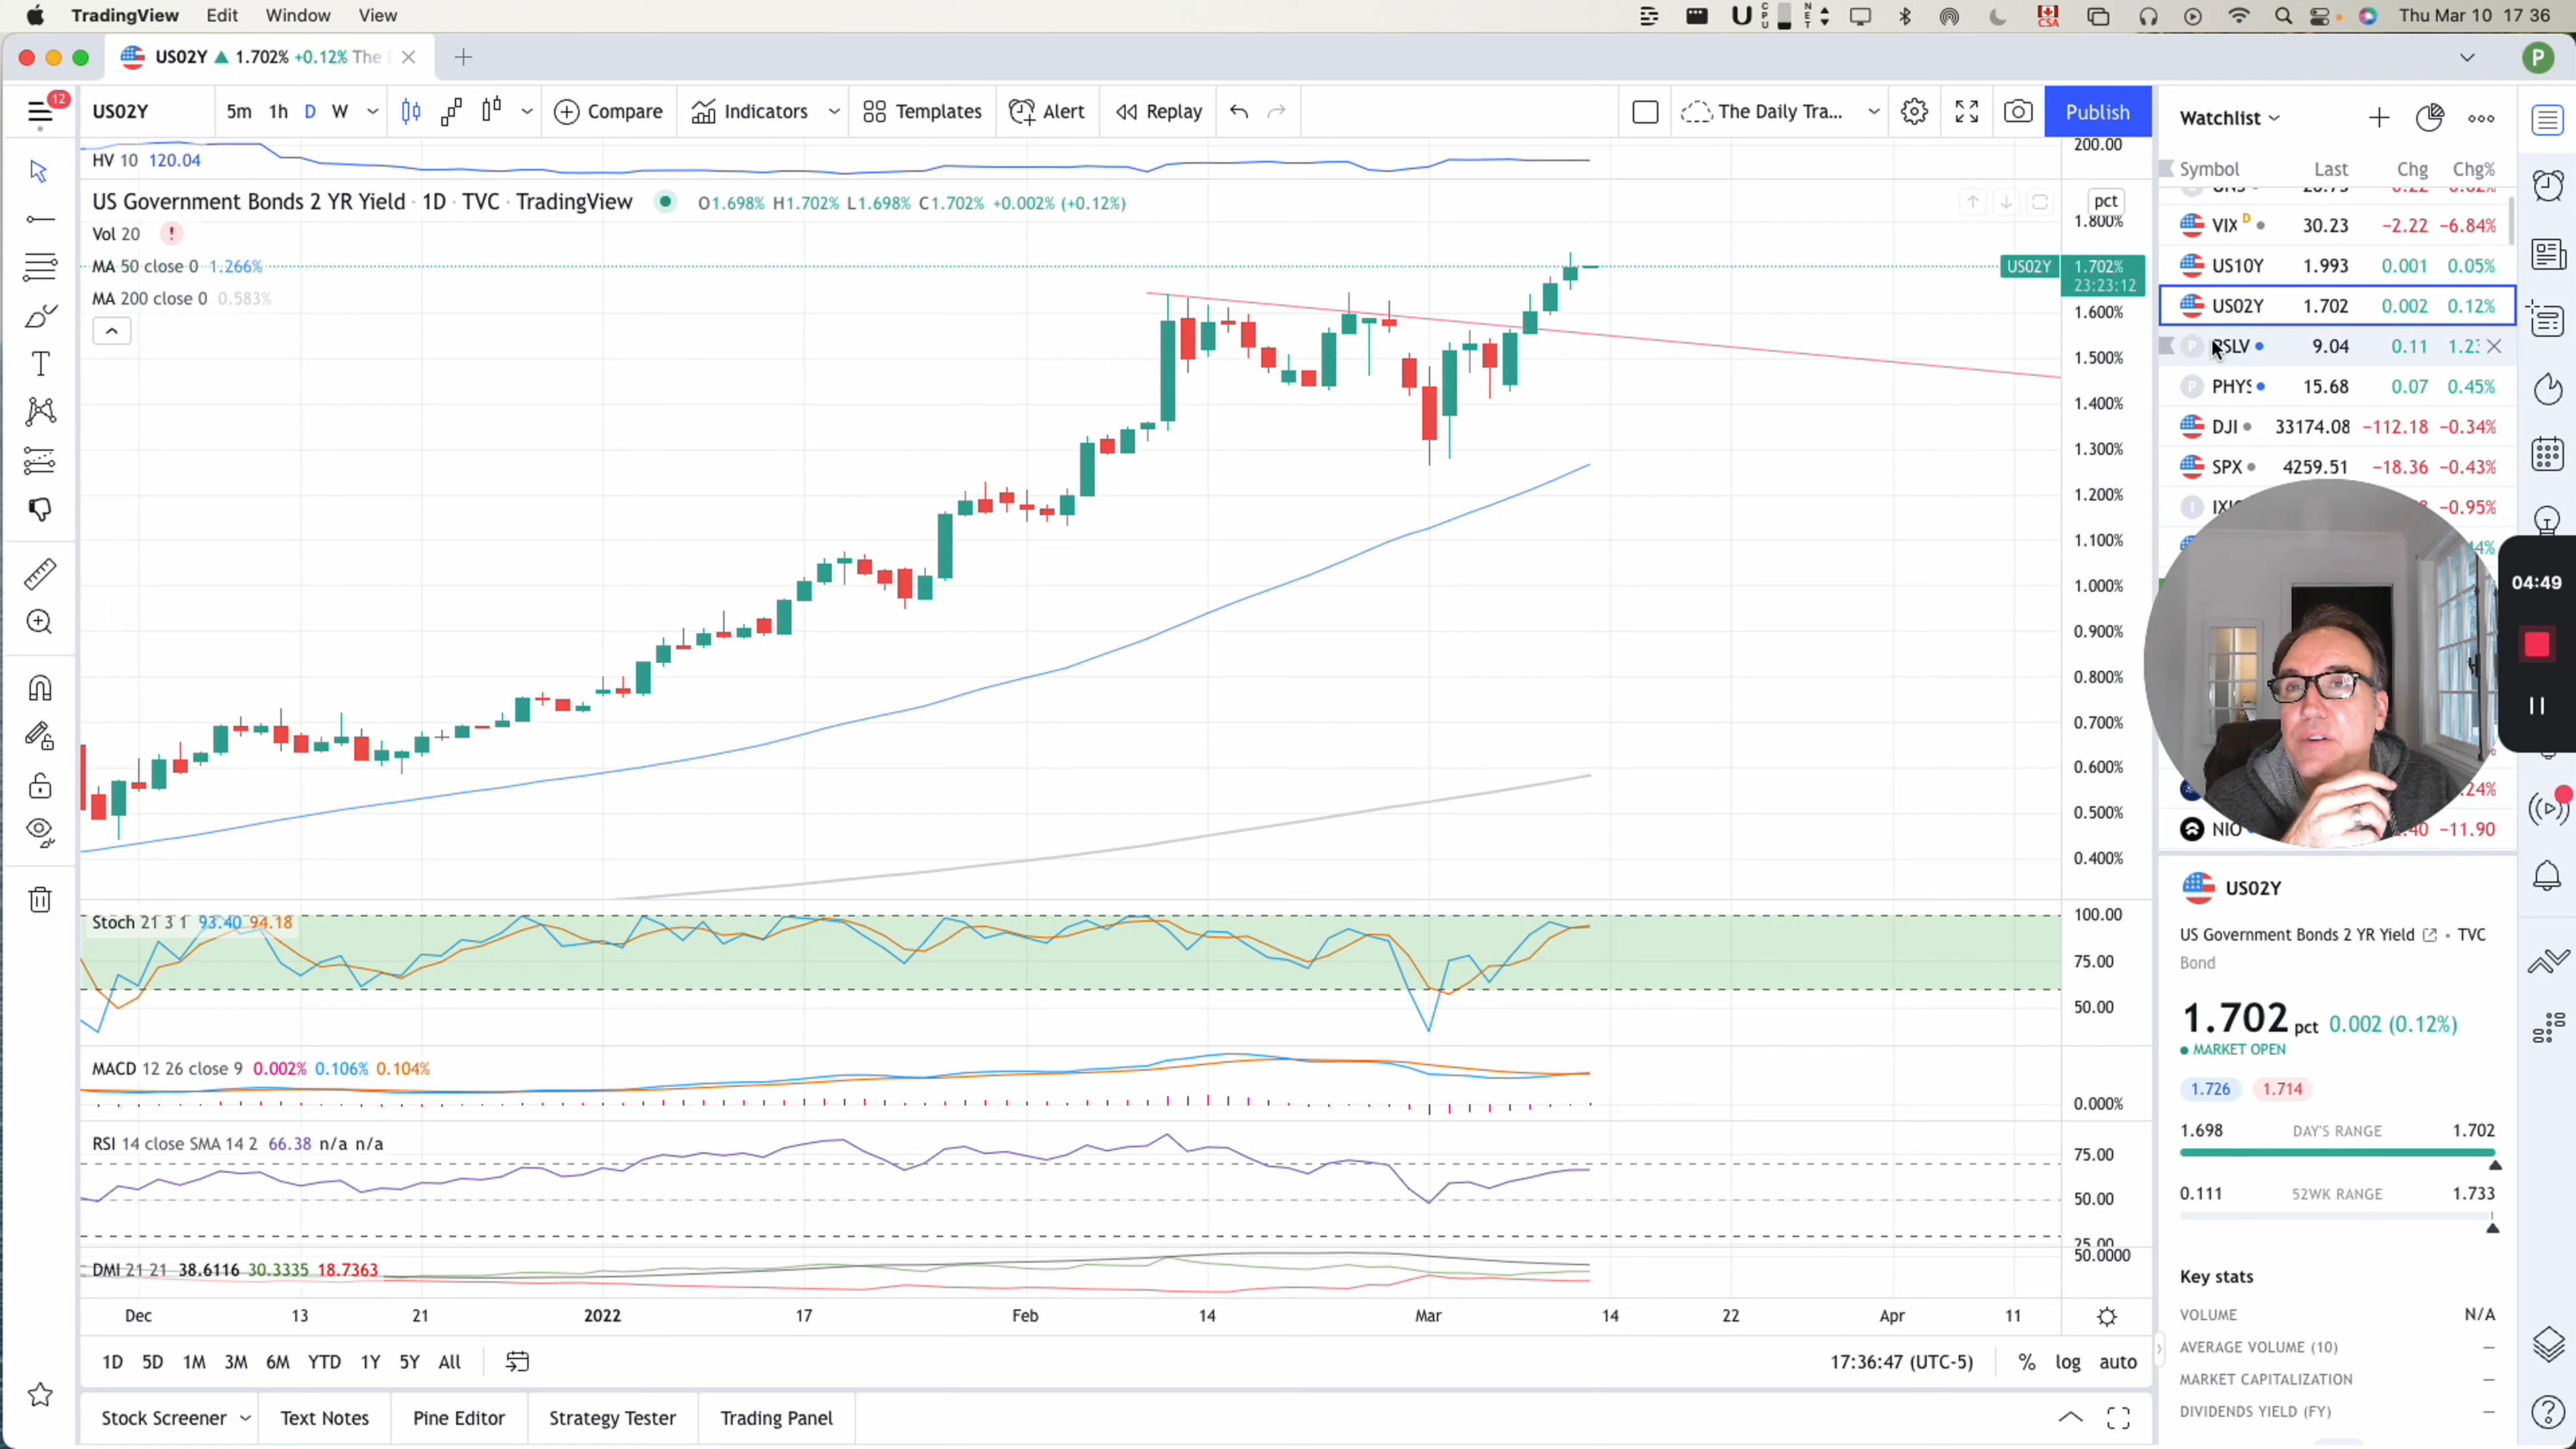 TradingView Edit Window View
Thu Mar 10 17 36
US02Y ▲ 1.702% +0.12% The
P
12
US02Y 5m 1h D W Compare Indicators Templates Alert Replay The Daily Tra... Publish
HV 10 120.04
200.00
US Government Bonds 2 YR Yield · 1D · TVC · TradingView O1.698% H1.702% L1.698% C1.702% +0.002% (+0.12%)
pct
Vol 20 !
MA 50 close 0 1.266%
MA 200 close 0 0.583%
US02Y 1.702%
23:23:12
1.800%
1.600%
1.500%
1.400%
1.300%
1.200%
1.100%
1.000%
0.900%
0.800%
0.700%
0.600%
0.500%
0.400%
Stoch 21 3 1 93.40 94.18
100.00
75.00
50.00
MACD 12 26 close 9 0.002% 0.106% 0.104%
0.000%
RSI 14 close SMA 14 2 66.38 n/a n/a
75.00
50.00
25.00
DMI 21 21 38.6116 30.3335 18.7363
50.0000
Dec 13 21 2022 17 Feb 14 Mar 14 22 Apr 11
1D 5D 1M 3M 6M YTD 1Y 5Y All
17:36:47 (UTC-5) % log auto
Stock Screener Text Notes Pine Editor Strategy Tester Trading Panel
Watchlist
Symbol Last Chg Chg%
VIX D 30.23 −2.22 −6.84%
US10Y 1.993 0.001 0.05%
US02Y 1.702 0.002 0.12%
PSLV 9.04 0.11
PHYS 15.68 0.07 0.45%
DJI 33174.08 −112.18 −0.34%
SPX 4259.51 −18.36 −0.43%
−0.95%
04:49
NIO −11.90
US02Y
US Government Bonds 2 YR Yield • TVC
Bond
1.702 pct 0.002 (0.12%)
MARKET OPEN
1.726 1.714
1.698 DAY'S RANGE 1.702
0.111 52WK RANGE 1.733
Key stats
VOLUME N/A
AVERAGE VOLUME (10) —
MARKET CAPITALIZATION —
DIVIDENDS YIELD (FY) —